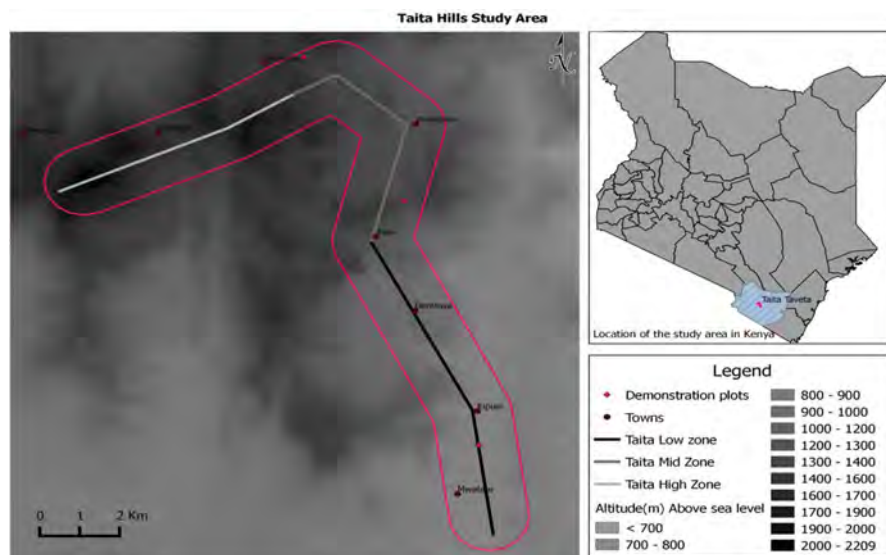 Taita Hills Study Area
N
Taita Taveta
Location of the study area in Kenya
0 1 2 Km
Legend
Demonstration plots
Towns
Taita Low zone
Taita Mid Zone
Taita High Zone
Altitude(m) Above sea level
< 700
700 - 800
800 - 900
900 - 1000
1000 - 1200
1200 - 1300
1300 - 1400
1400 - 1600
1600 - 1700
1700 - 1900
1900 - 2000
2000 - 2209